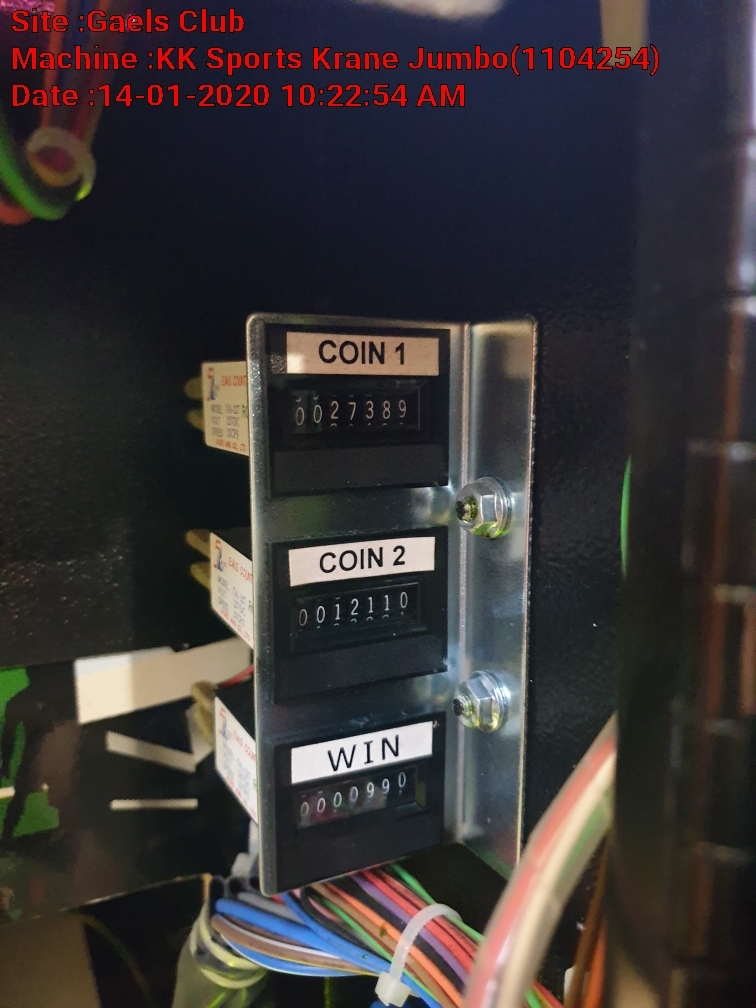 Site :Gaels Club
Machine :KK Sports Krane Jumbo(1104254)
Date :14-01-2020 10:22:54 AM
COIN 1
0027389
COIN 2
0012110
WIN
0000990